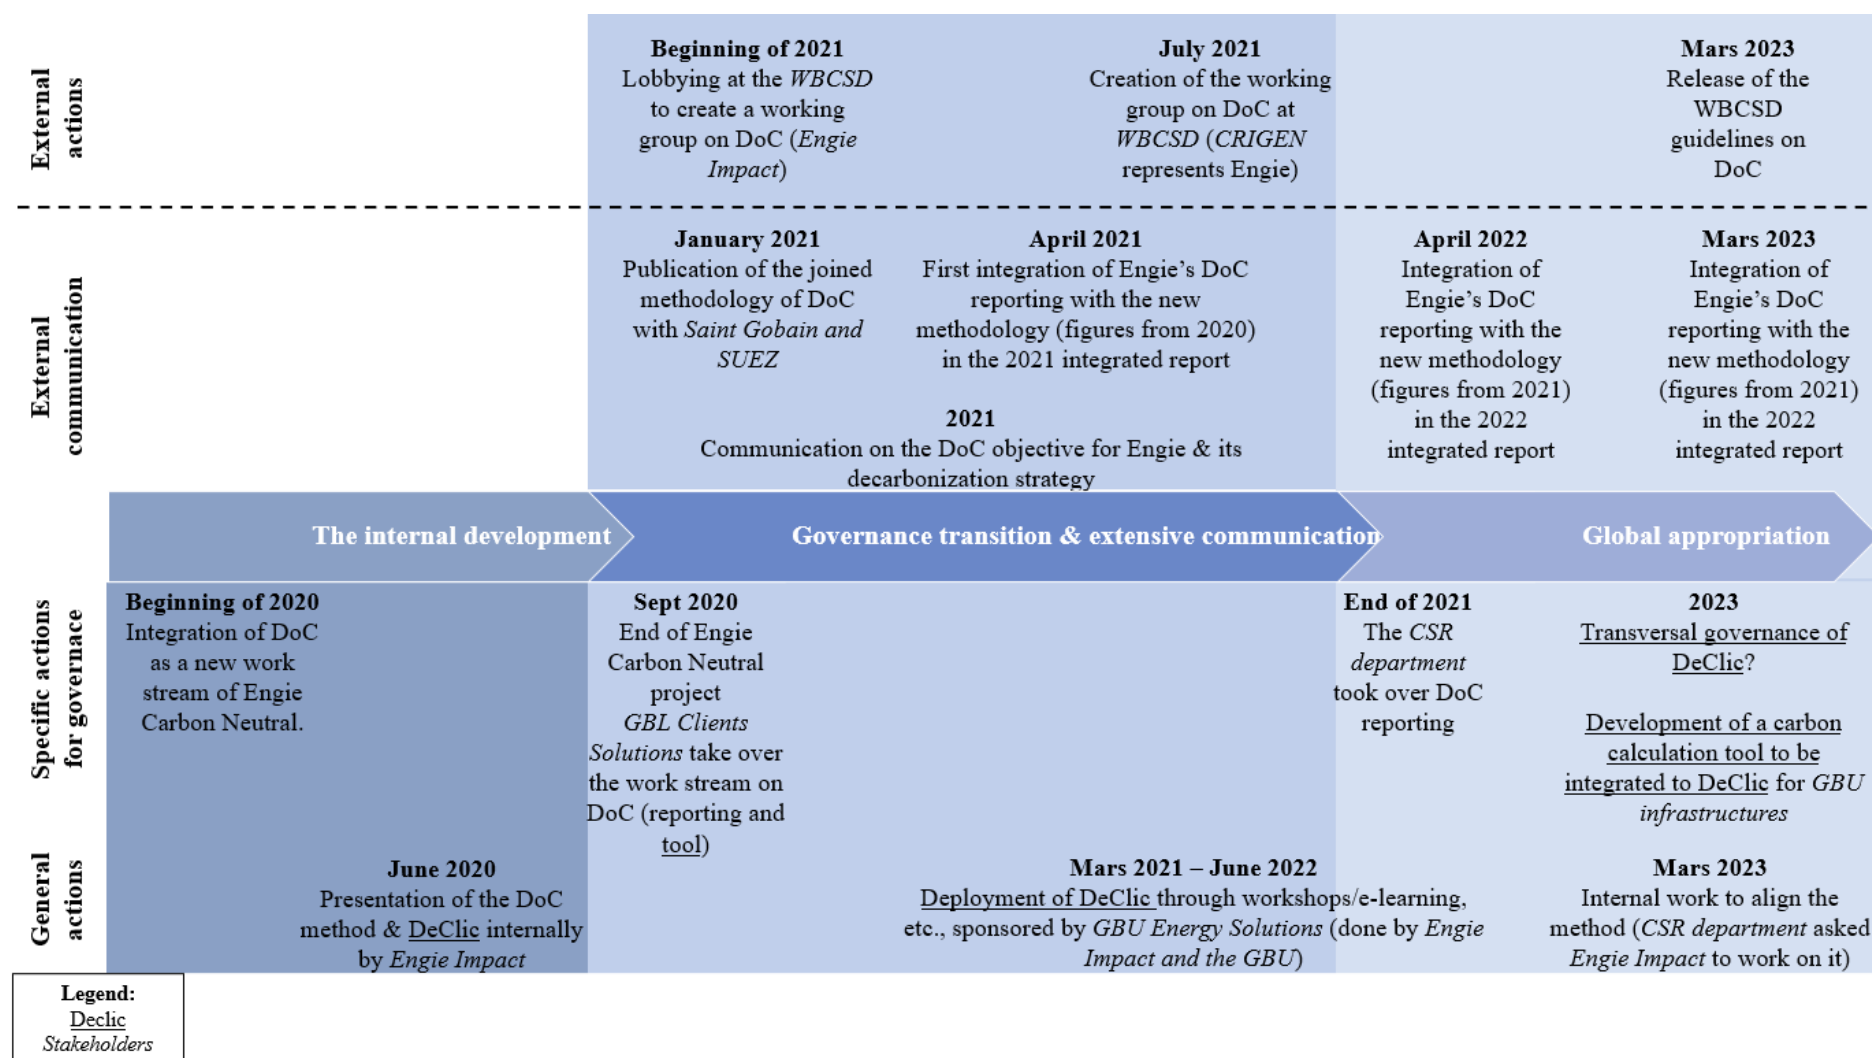 External
actions
Beginning of 2021
Lobbying at the WBCSD
to create a working
group on DoC (Engie
Impact)
July 2021
Creation of the working
group on DoC at
WBCSD (CRIGEN
represents Engie)
Mars 2023
Release of the
WBCSD
guidelines on
DoC
External
communication
January 2021
Publication of the joined
methodology of DoC
with Saint Gobain and
SUEZ
April 2021
First integration of Engie’s DoC
reporting with the new
methodology (figures from 2020)
in the 2021 integrated report
2021
Communication on the DoC objective for Engie & its
decarbonization strategy
April 2022
Integration of
Engie’s DoC
reporting with the
new methodology
(figures from 2021)
in the 2022
integrated report
Mars 2023
Integration of
Engie’s DoC
reporting with the
new methodology
(figures from 2021)
in the 2022
integrated report
The internal development
Governance transition & extensive communication
Global appropriation
Specific actions
for governace
Beginning of 2020
Integration of DoC
as a new work
stream of Engie
Carbon Neutral.
Sept 2020
End of Engie
Carbon Neutral
project
GBL Clients
Solutions take over
the work stream on
DoC (reporting and
tool)
End of 2021
The CSR
department
took over DoC
reporting
2023
Transversal governance of
DeClic?
Development of a carbon
calculation tool to be
integrated to DeClic for GBU
infrastructures
General
actions
June 2020
Presentation of the DoC
method & DeClic internally
by Engie Impact
Mars 2021 – June 2022
Deployment of DeClic through workshops/e-learning,
etc., sponsored by GBU Energy Solutions (done by Engie
Impact and the GBU)
Mars 2023
Internal work to align the
method (CSR department asked
Engie Impact to work on it)
Legend:
Declic
Stakeholders